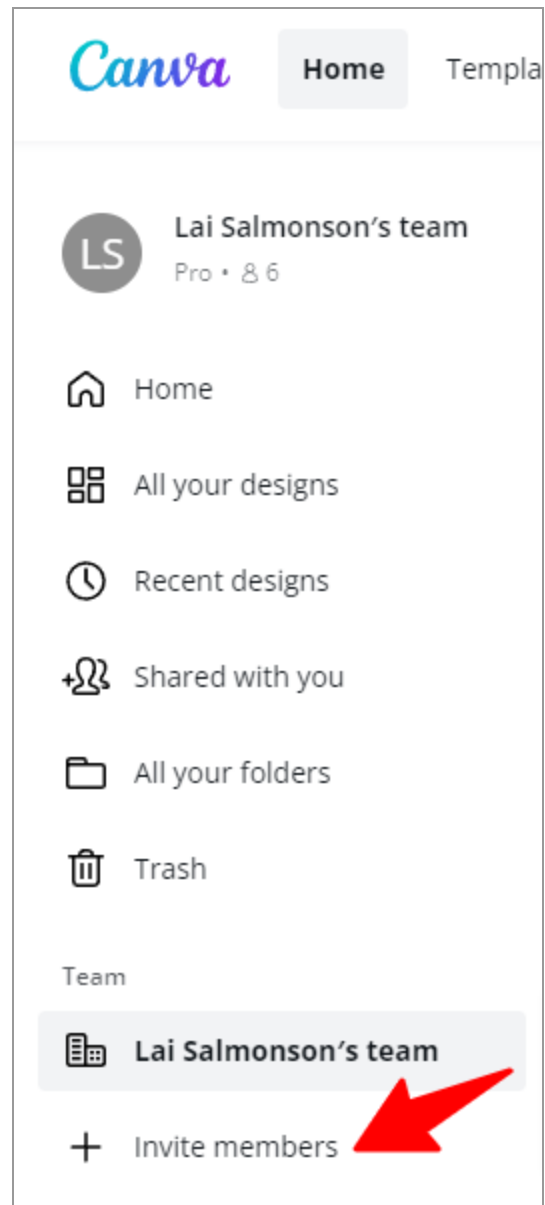 Canva Home Templa
LS Lai Salmonson's team
Pro • 6
Home
All your designs
Recent designs
Shared with you
All your folders
Trash
Team
Lai Salmonson's team
Invite members